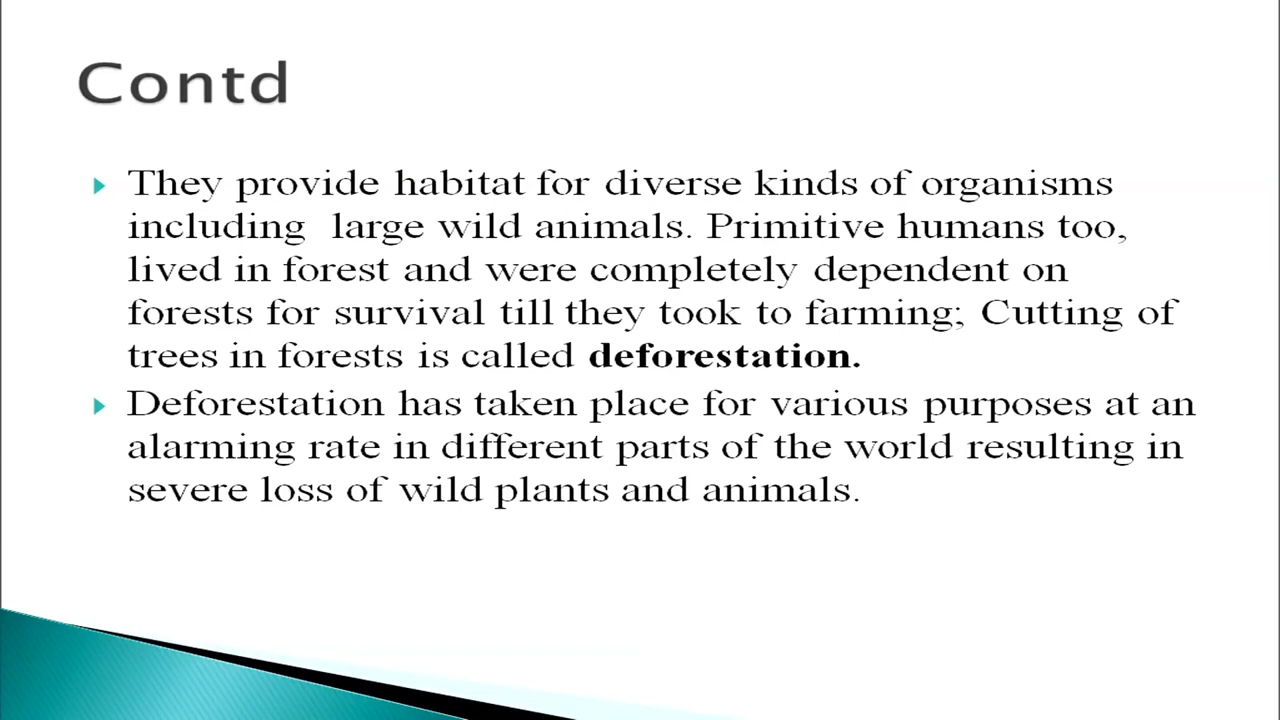 Contd
They provide habitat for diverse kinds of organisms
including large wild animals. Primitive humans too,
lived in forest and were completely dependent on
forests for survival till they took to farming; Cutting of
trees in forests is called deforestation.
Deforestation has taken place for various purposes at an
alarming rate in different parts of the world resulting in
severe loss of wild plants and animals.